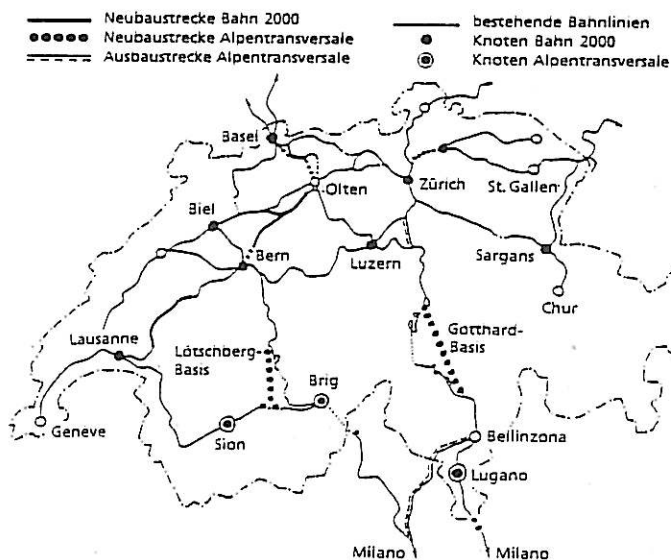 Neubaustrecke Bahn 2000
Neubaustrecke Alpentransversale
Ausbaustrecke Alpentransversale
bestehende Bahnlinien
Knoten Bahn 2000
Knoten Alpentransversale
Basel
Olten
Zürich
St. Gallen
Biel
Bern
Luzern
Sargans
Chur
Lausanne
Lötschberg-
Basis
Gotthard-
Basis
Brig
Genève
Sion
Bellinzona
Lugano
Milano
Milano